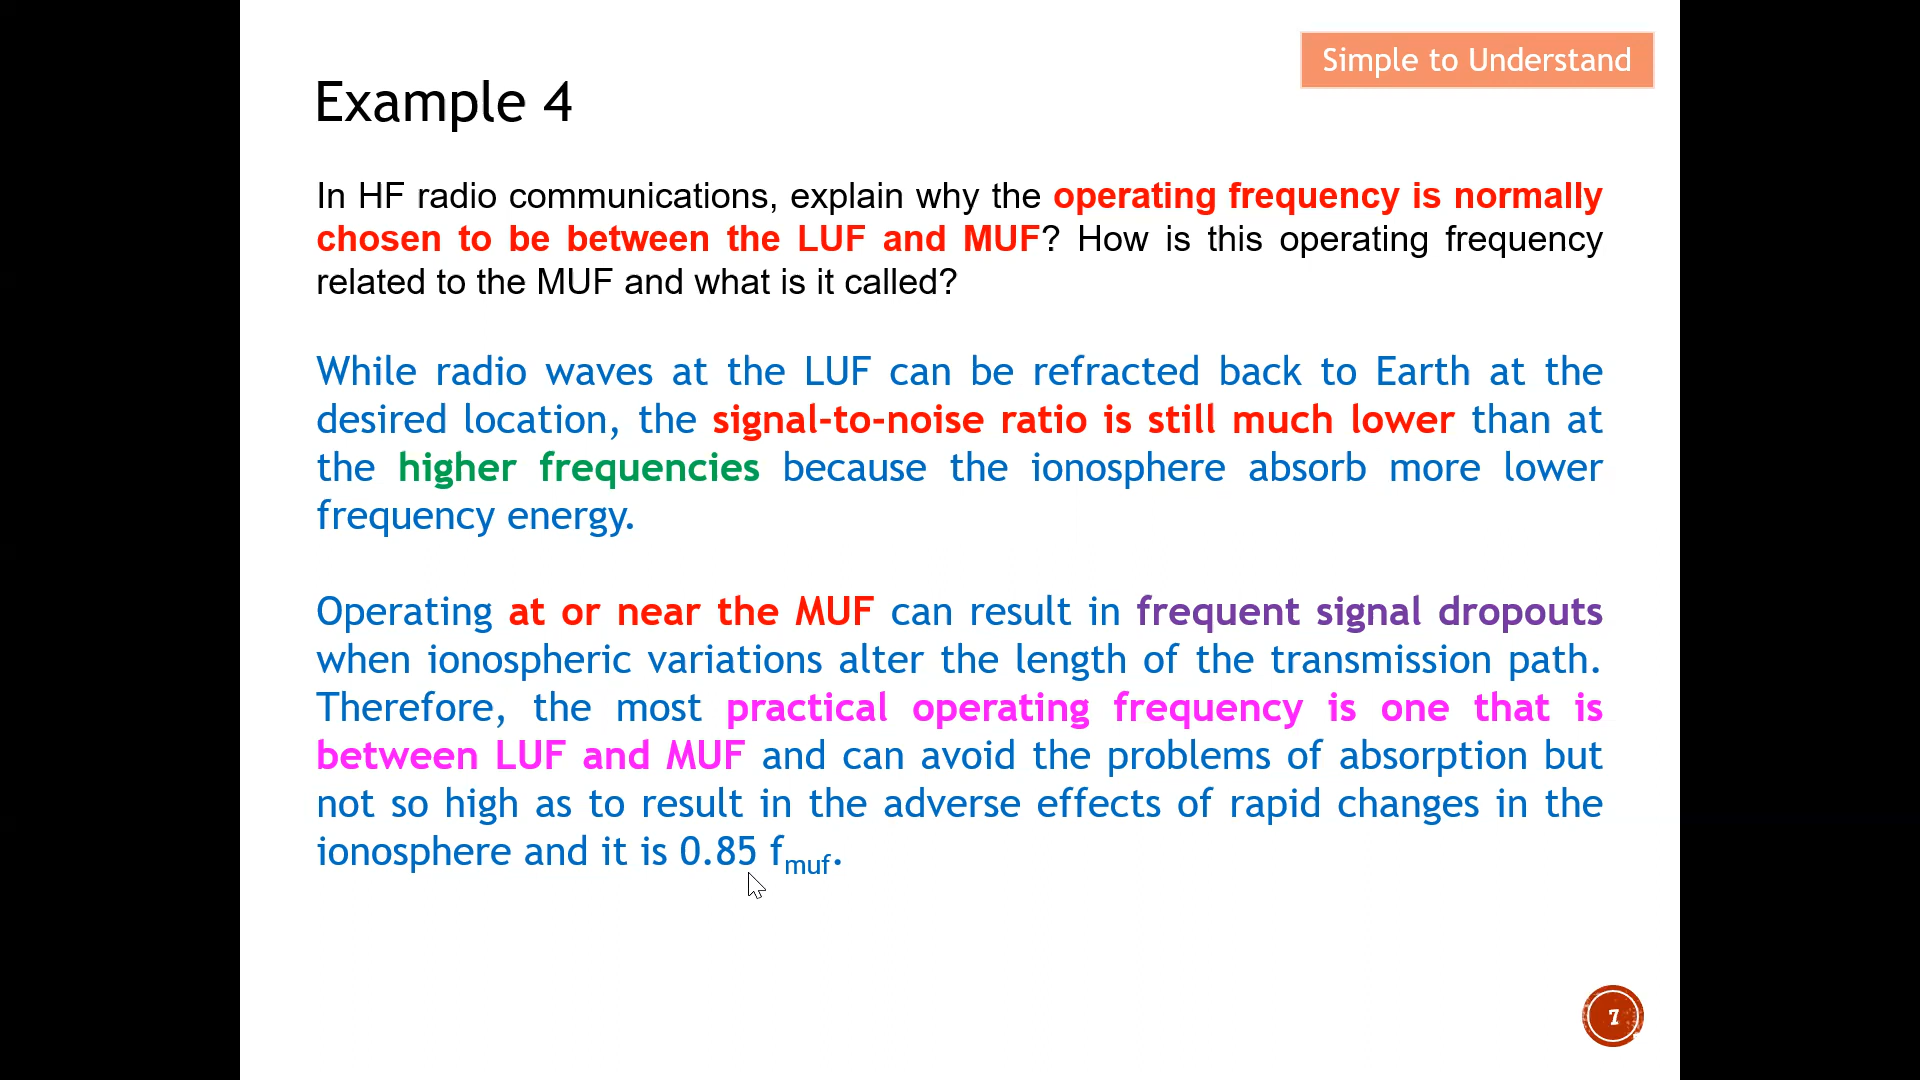 Simple to Understand
Example 4
In HF radio communications, explain why the operating frequency is normally
chosen to be between the LUF and MUF? How is this operating frequency
related to the MUF and what is it called?
While radio waves at the LUF can be refracted back to Earth at the
desired location, the signal-to-noise ratio is still much lower than at
the higher frequencies because the ionosphere absorb more lower
frequency energy.
Operating at or near the MUF can result in frequent signal dropouts
when ionospheric variations alter the length of the transmission path.
Therefore, the most practical operating frequency is one that is
between LUF and MUF and can avoid the problems of absorption but
not so high as to result in the adverse effects of rapid changes in the
ionosphere and it is 0.85 fmuf.
7